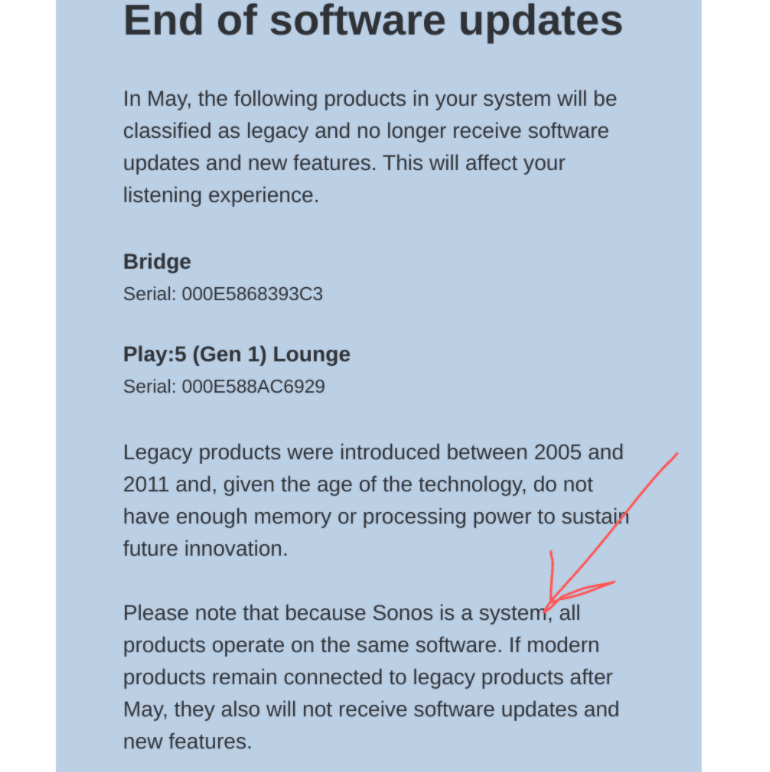 End of software updates
In May, the following products in your system will be
classified as legacy and no longer receive software
updates and new features. This will affect your
listening experience.
Bridge
Serial: 000E5868393C3
Play:5 (Gen 1) Lounge
Serial: 000E588AC6929
Legacy products were introduced between 2005 and
2011 and, given the age of the technology, do not
have enough memory or processing power to sustain
future innovation.
Please note that because Sonos is a system, all
products operate on the same software. If modern
products remain connected to legacy products after
May, they also will not receive software updates and
new features.